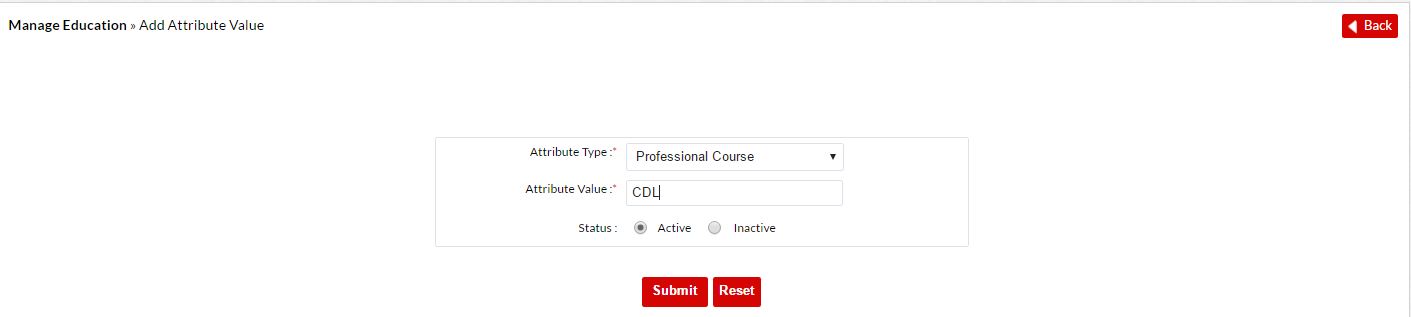 Manage Education » Add Attribute Value
Back
Attribute Type :* Professional Course
Attribute Value :* CDL
Status : Active Inactive
Submit Reset